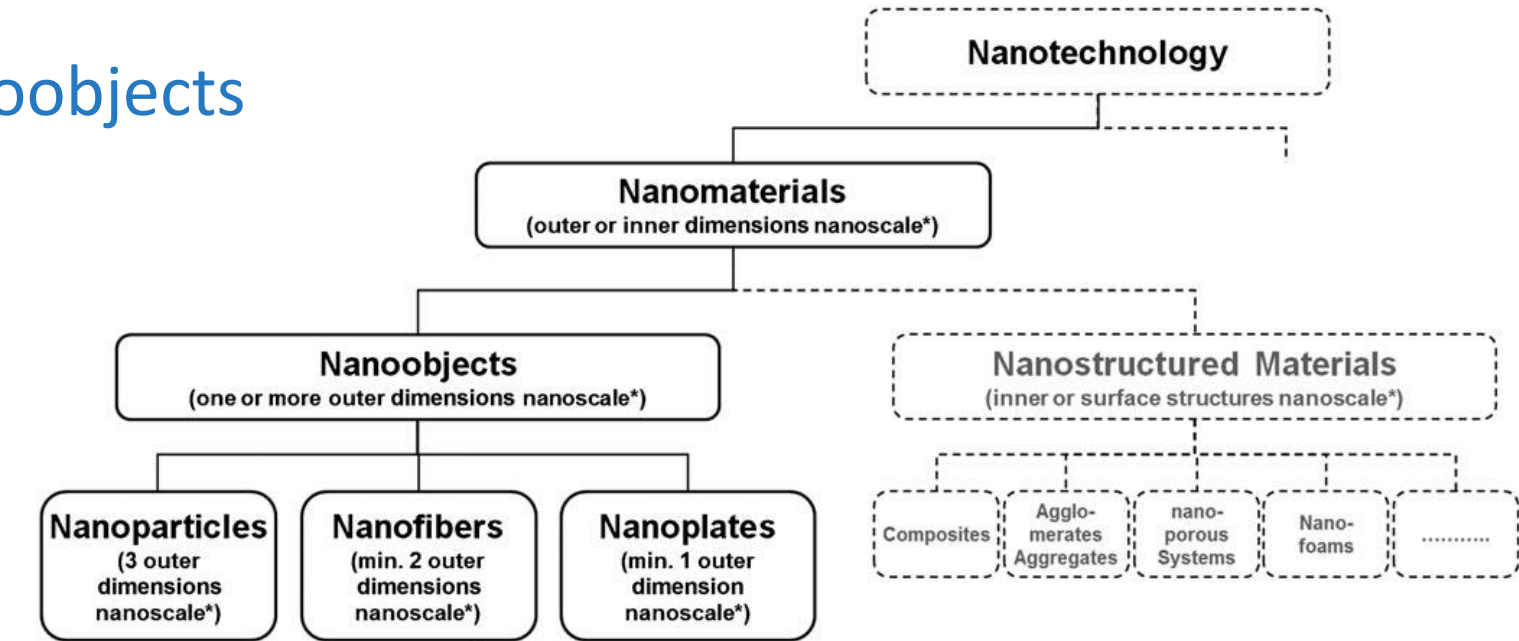 oobjects
Nanotechnology
Nanomaterials
(outer or inner dimensions nanoscale*)
Nanoobjects
(one or more outer dimensions nanoscale*)
Nanostructured Materials
(inner or surface structures nanoscale*)
Nanoparticles
(3 outer
dimensions
nanoscale*)
Nanofibers
(min. 2 outer
dimensions
nanoscale*)
Nanoplates
(min. 1 outer
dimension
nanoscale*)
Composites
Agglo-
merates
Aggregates
nano-
porous
Systems
Nano-
foams
...........